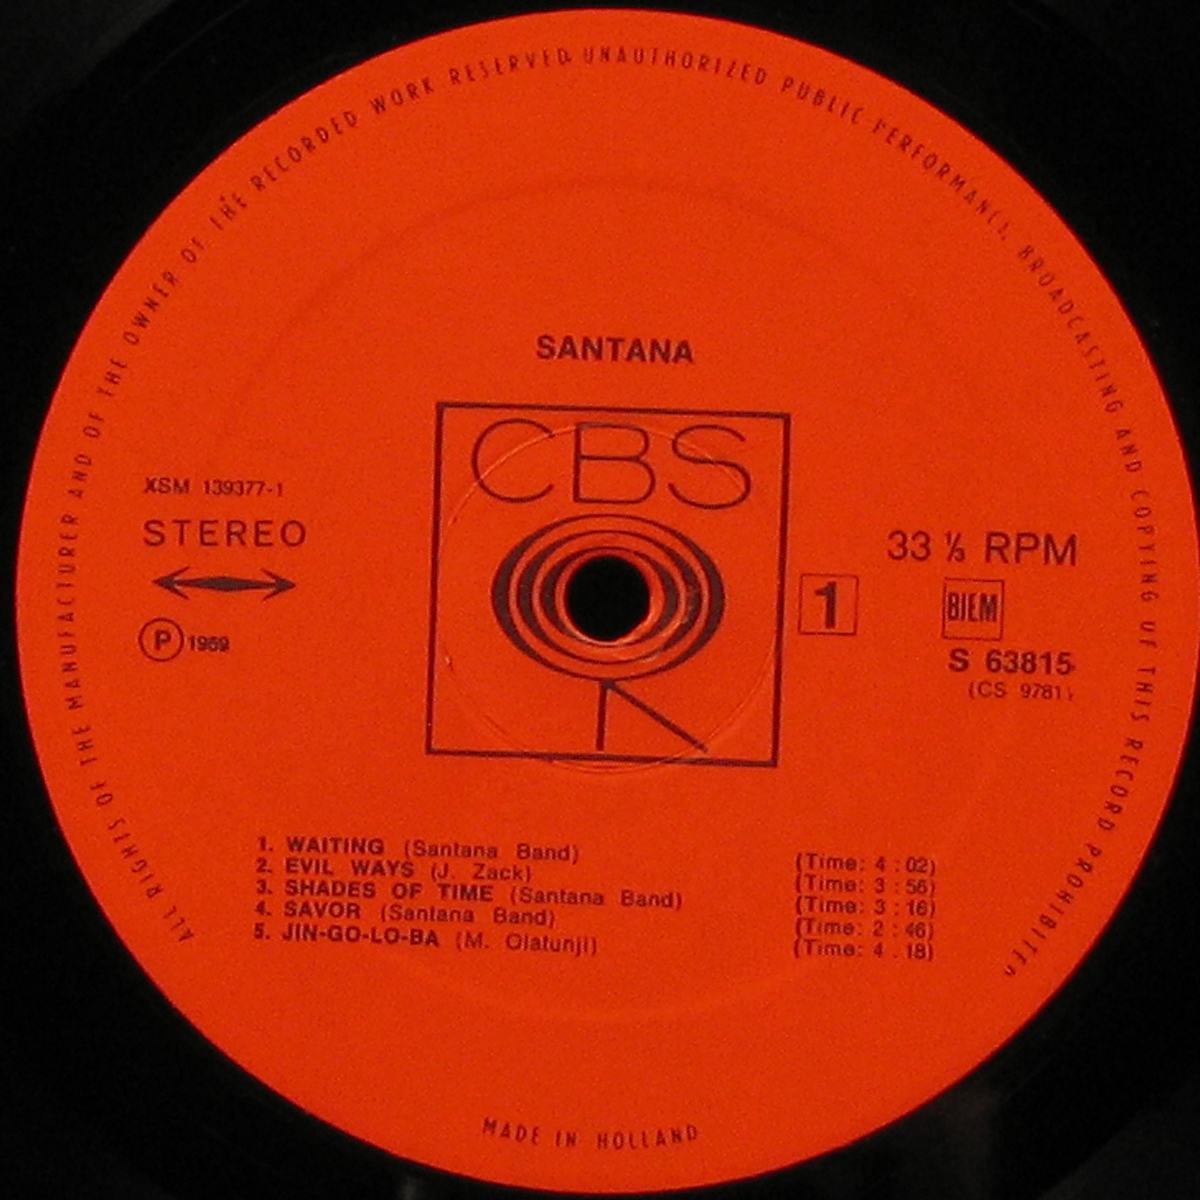 ALL RIGHTS OF THE MANUFACTURER AND OF THE OWNER OF THE RECORDED WORK RESERVED UNAUTHORIZED PUBLIC PERFORMANCE, BROADCASTING AND COPYING OF THIS RECORD PROHIBITED
SANTANA
CBS
XSM 139377-1
STEREO
Ⓟ 1969
33 ⅓ RPM
1
BIEM
S 63815
(CS 9781)
1. WAITING (Santana Band) (Time: 4 : 02)
2. EVIL WAYS (J. Zack) (Time: 3 : 56)
3. SHADES OF TIME (Santana Band) (Time: 3 : 16)
4. SAVOR (Santana Band) (Time: 2 : 46)
5. JIN-GO-LO-BA (M. Olatunji) (Time: 4 : 18)
MADE IN HOLLAND